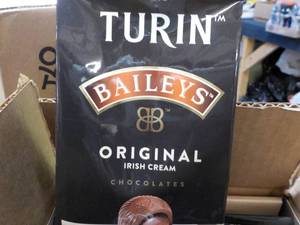 TURIN™
BAILEYS®
ORIGINAL
IRISH CREAM
CHOCOLATES